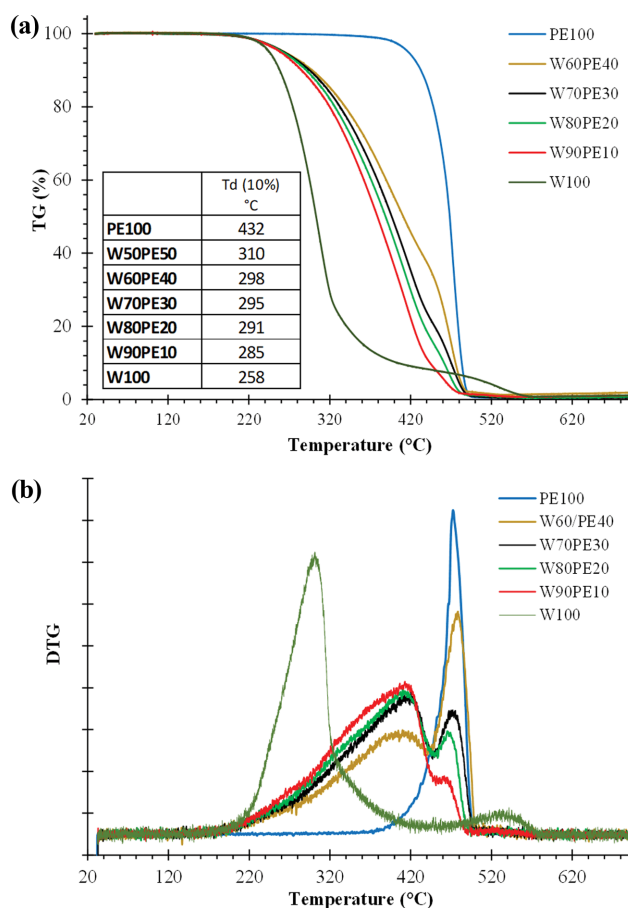 (a)
100
80
60
40
20
0
TG (%)
PE100
W60PE40
W70PE30
W80PE20
W90PE10
W100
Td (10%)
°C
PE100 432
W50PE50 310
W60PE40 298
W70PE30 295
W80PE20 291
W90PE10 285
W100 258
20 120 220 320 420 520 620
Temperature (°C)
(b)
PE100
W60/PE40
W70PE30
W80PE20
W90PE10
W100
DTG
20 120 220 320 420 520 620
Temperature (°C)